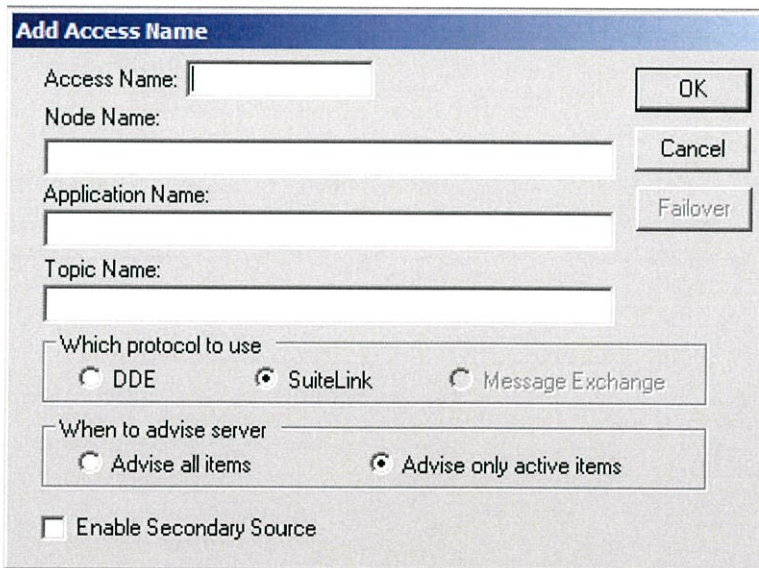 Add Access Name
Access Name:
OK
Node Name:
Cancel
Application Name:
Failover
Topic Name:
Which protocol to use
DDE SuiteLink Message Exchange
When to advise server
Advise all items Advise only active items
Enable Secondary Source